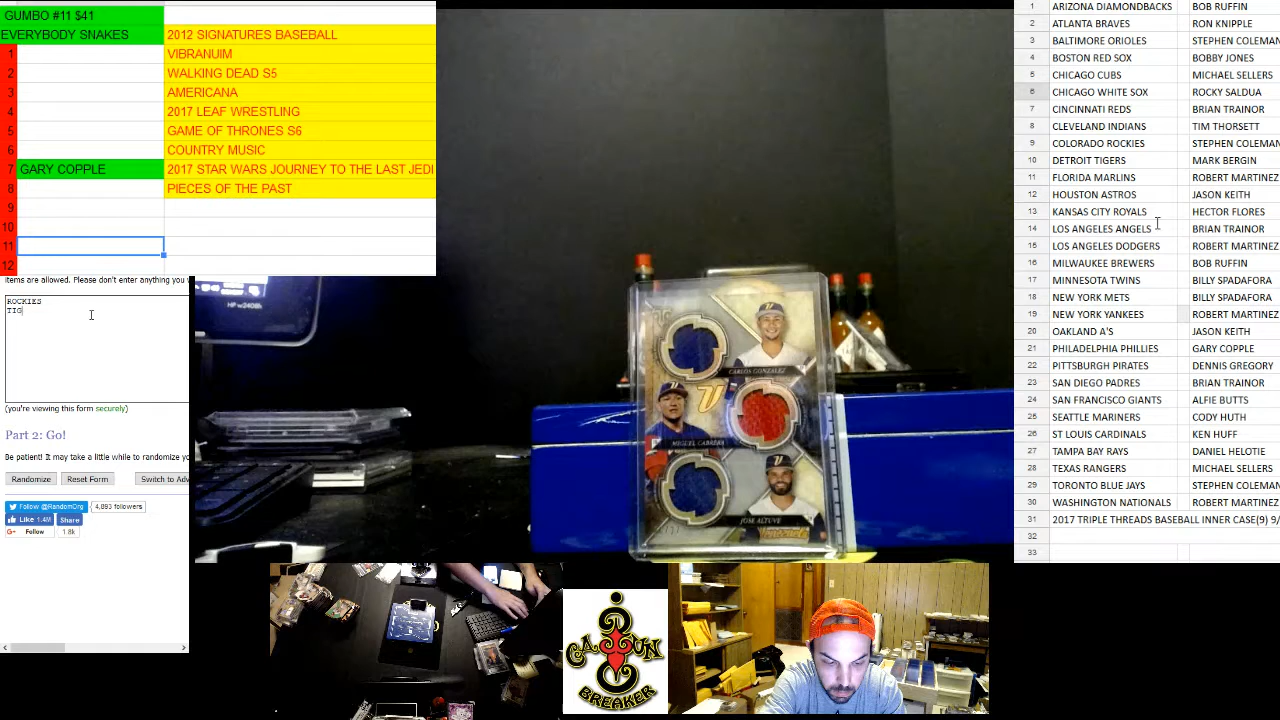 GUMBO #11 $41
EVERYBODY SNAKES
2012 SIGNATURES BASEBALL
1
VIBRANUIM
2
WALKING DEAD S5
3
AMERICANA
4
2017 LEAF WRESTLING
5
GAME OF THRONES S6
6
COUNTRY MUSIC
7
GARY COPPLE
2017 STAR WARS JOURNEY TO THE LAST JEDI
8
PIECES OF THE PAST
9
10
11
12
items are allowed. Please don't enter anything you
ROCKIES
TIG
(you're viewing this form securely)
Part 2: Go!
Be patient! It may take a little while to randomize yo
Randomize
Reset Form
Switch to Adv
Follow @RandomOrg
4,893 followers
Like 1.4M
Share
G+ Follow
1.8k
CARLOS GONZALEZ
MIGUEL CABRERA
JOSE ALTUVE
Venezuela
CAJUN
BREAKER
1 ARIZONA DIAMONDBACKS BOB RUFFIN
2 ATLANTA BRAVES RON KNIPPLE
3 BALTIMORE ORIOLES STEPHEN COLEMAN
4 BOSTON RED SOX BOBBY JONES
5 CHICAGO CUBS MICHAEL SELLERS
6 CHICAGO WHITE SOX ROCKY SALDUA
7 CINCINNATI REDS BRIAN TRAINOR
8 CLEVELAND INDIANS TIM THORSETT
9 COLORADO ROCKIES STEPHEN COLEMAN
10 DETROIT TIGERS MARK BERGIN
11 FLORIDA MARLINS ROBERT MARTINEZ
12 HOUSTON ASTROS JASON KEITH
13 KANSAS CITY ROYALS HECTOR FLORES
14 LOS ANGELES ANGELS BRIAN TRAINOR
15 LOS ANGELES DODGERS ROBERT MARTINEZ
16 MILWAUKEE BREWERS BOB RUFFIN
17 MINNESOTA TWINS BILLY SPADAFORA
18 NEW YORK METS BILLY SPADAFORA
19 NEW YORK YANKEES ROBERT MARTINEZ
20 OAKLAND A'S JASON KEITH
21 PHILADELPHIA PHILLIES GARY COPPLE
22 PITTSBURGH PIRATES DENNIS GREGORY
23 SAN DIEGO PADRES BRIAN TRAINOR
24 SAN FRANCISCO GIANTS ALFIE BUTTS
25 SEATTLE MARINERS CODY HUTH
26 ST LOUIS CARDINALS KEN HUFF
27 TAMPA BAY RAYS DANIEL HELOTIE
28 TEXAS RANGERS MICHAEL SELLERS
29 TORONTO BLUE JAYS STEPHEN COLEMAN
30 WASHINGTON NATIONALS ROBERT MARTINEZ
31 2017 TRIPLE THREADS BASEBALL INNER CASE(9) 9/
32
33